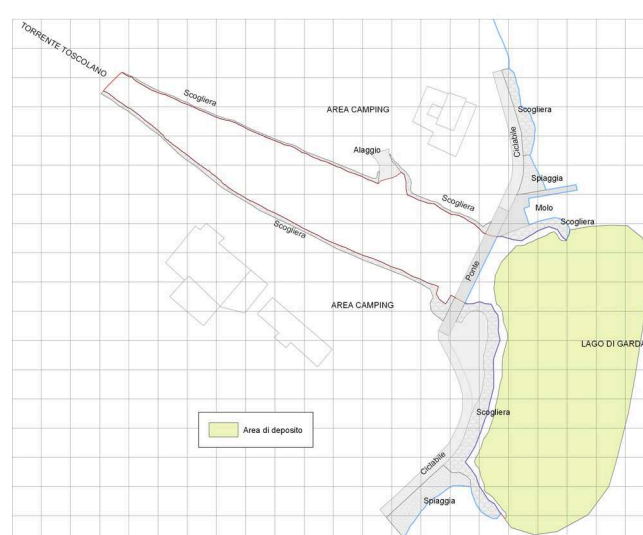 TORRENTE TOSCOLANO
Scogliera
AREA CAMPING
Scogliera
Ciclabile
Alaggio
Spiaggia
Scogliera
Molo
Scogliera
Scogliera
Ponte
AREA CAMPING
LAGO DI GARDA
Scogliera
Area di deposito
Ciclabile
Spiaggia